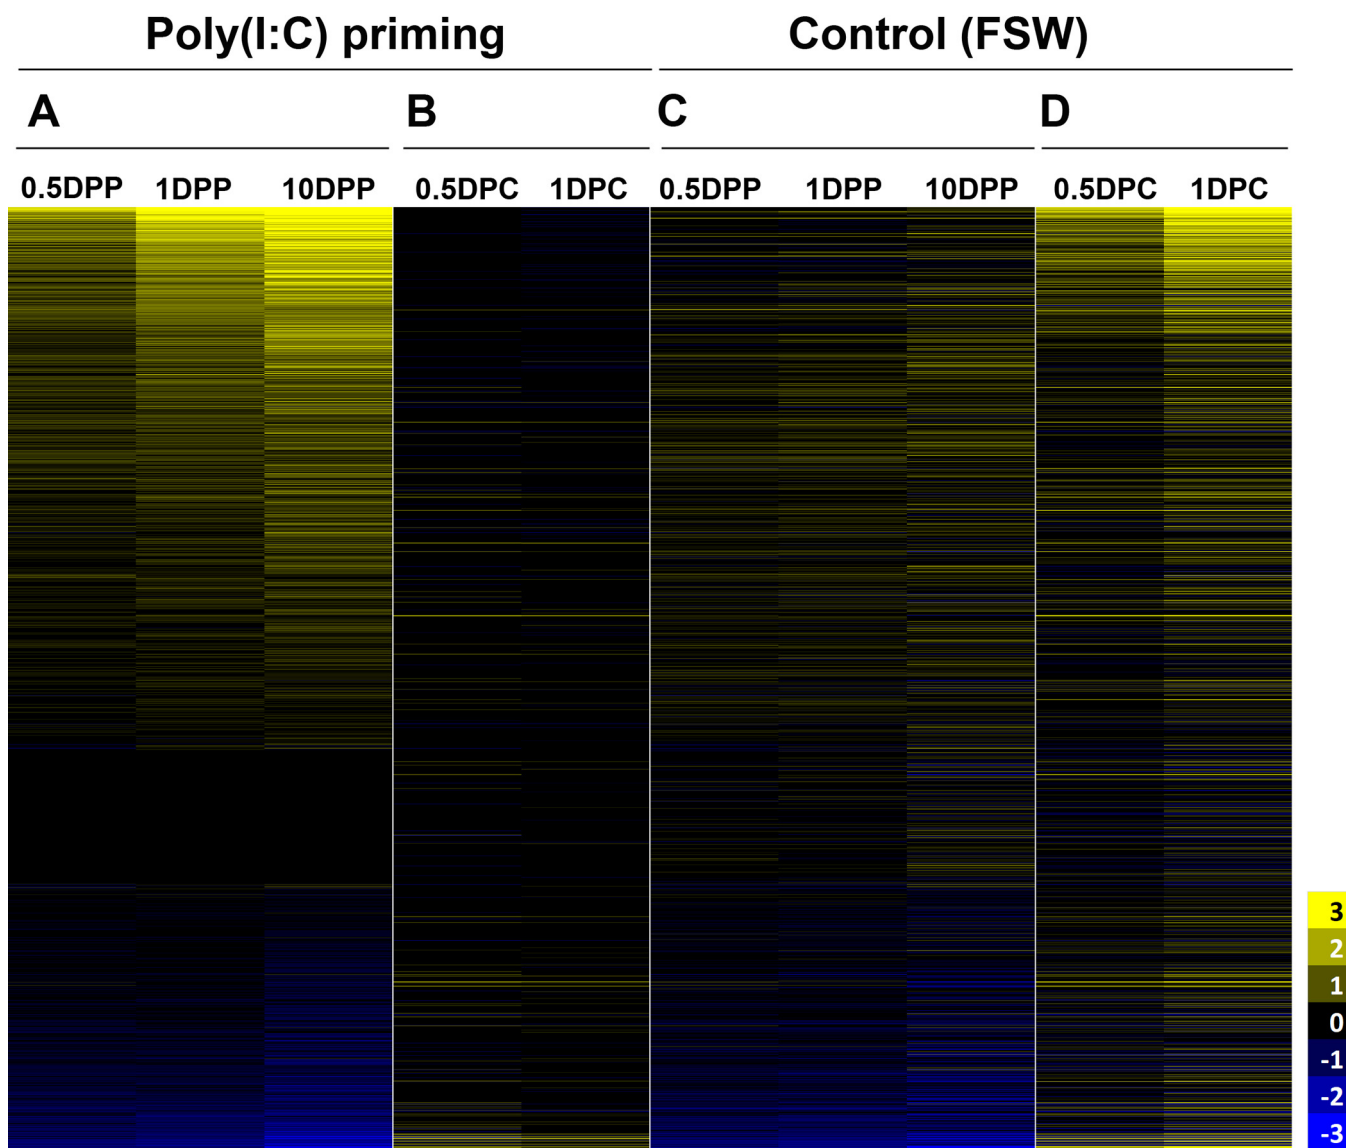 Poly(I:C) priming Control (FSW)
A B C D
0.5DPP 1DPP 10DPP 0.5DPC 1DPC 0.5DPP 1DPP 10DPP 0.5DPC 1DPC
3
2
1
0
-1
-2
-3